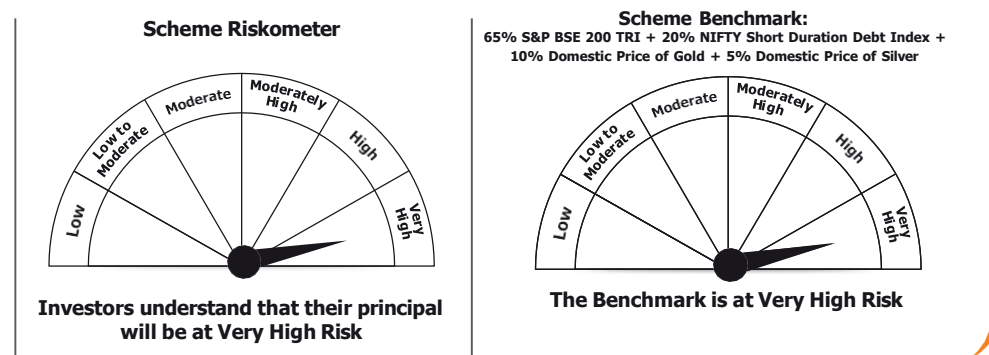 Scheme Riskometer
Low
Low to
Moderate
Moderate
Moderately
High
High
Very
High
Investors understand that their principal
will be at Very High Risk
Scheme Benchmark:
65% S&P BSE 200 TRI + 20% NIFTY Short Duration Debt Index +
10% Domestic Price of Gold + 5% Domestic Price of Silver
Low
Low to
Moderate
Moderate
Moderately
High
High
Very
High
The Benchmark is at Very High Risk